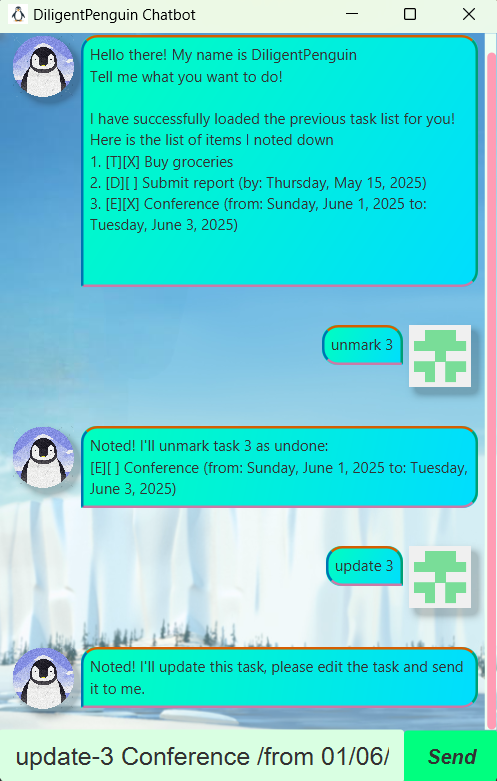 DiligentPenguin Chatbot
Hello there! My name is DiligentPenguin
Tell me what you want to do!
I have successfully loaded the previous task list for you!
Here is the list of items I noted down
1. [T][X] Buy groceries
2. [D][ ] Submit report (by: Thursday, May 15, 2025)
3. [E][X] Conference (from: Sunday, June 1, 2025 to:
Tuesday, June 3, 2025)
unmark 3
Noted! I'll unmark task 3 as undone:
[E][ ] Conference (from: Sunday, June 1, 2025 to: Tuesday,
June 3, 2025)
update 3
Noted! I'll update this task, please edit the task and send
it to me.
update-3 Conference /from 01/06/
Send